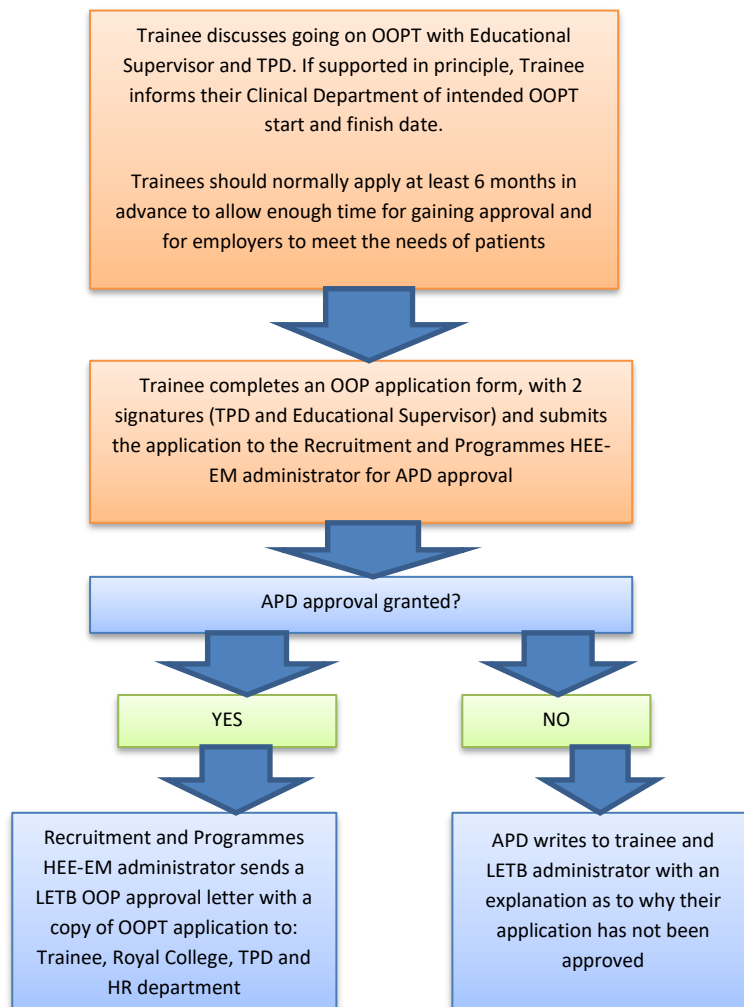 Trainee discusses going on OOPT with Educational
Supervisor and TPD. If supported in principle, Trainee
informs their Clinical Department of intended OOPT
start and finish date.
Trainees should normally apply at least 6 months in
advance to allow enough time for gaining approval and
for employers to meet the needs of patients
Trainee completes an OOP application form, with 2
signatures (TPD and Educational Supervisor) and submits
the application to the Recruitment and Programmes HEE-
EM administrator for APD approval
APD approval granted?
YES
NO
Recruitment and Programmes
HEE-EM administrator sends a
LETB OOP approval letter with a
copy of OOPT application to:
Trainee, Royal College, TPD and
HR department
APD writes to trainee and
LETB administrator with an
explanation as to why their
application has not been
approved